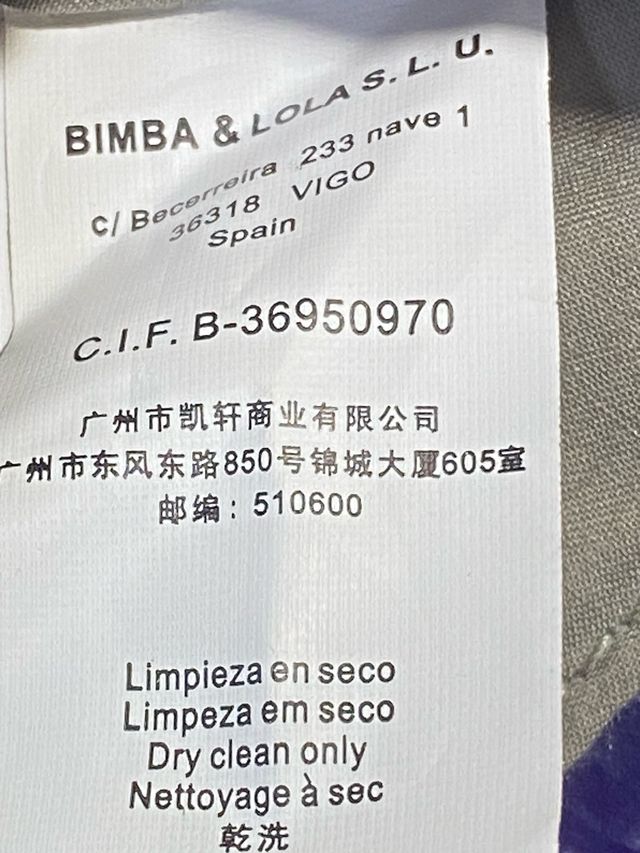 BIMBA & LOLA S.L.U.
c/ Becerreira 233 nave 1
36318 VIGO
Spain
C.I.F. B-36950970
广州市凯轩商业有限公司
广州市东风东路850号锦城大厦605室
邮编：510600
Limpieza en seco
Limpeza em seco
Dry clean only
Nettoyage à sec
乾洗